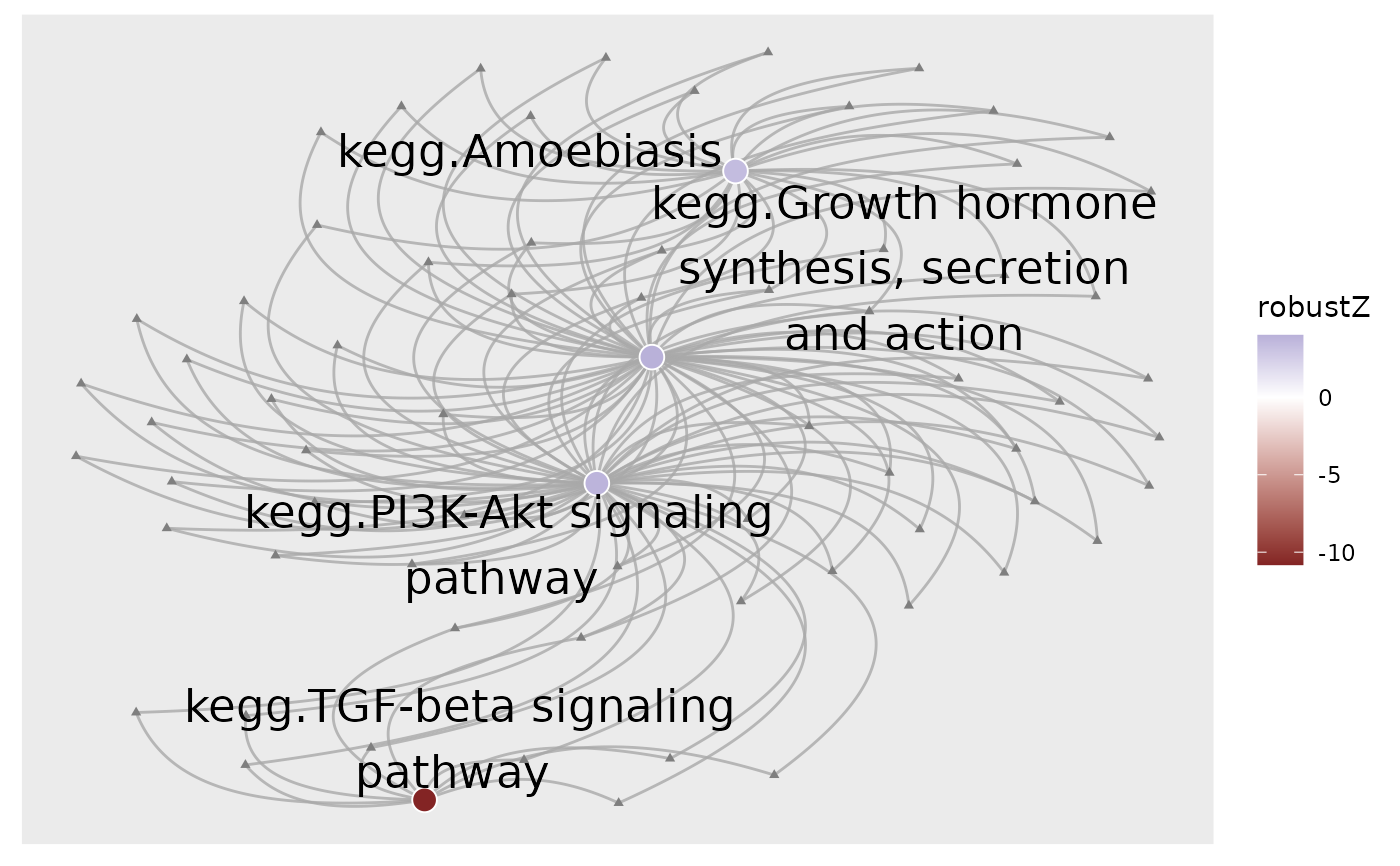 kegg.Amoebiasis
kegg.Growth hormone
synthesis, secretion
and action
kegg.PI3K-Akt signaling
pathway
kegg.TGF-beta signaling
pathway
robustZ
0
-5
-10